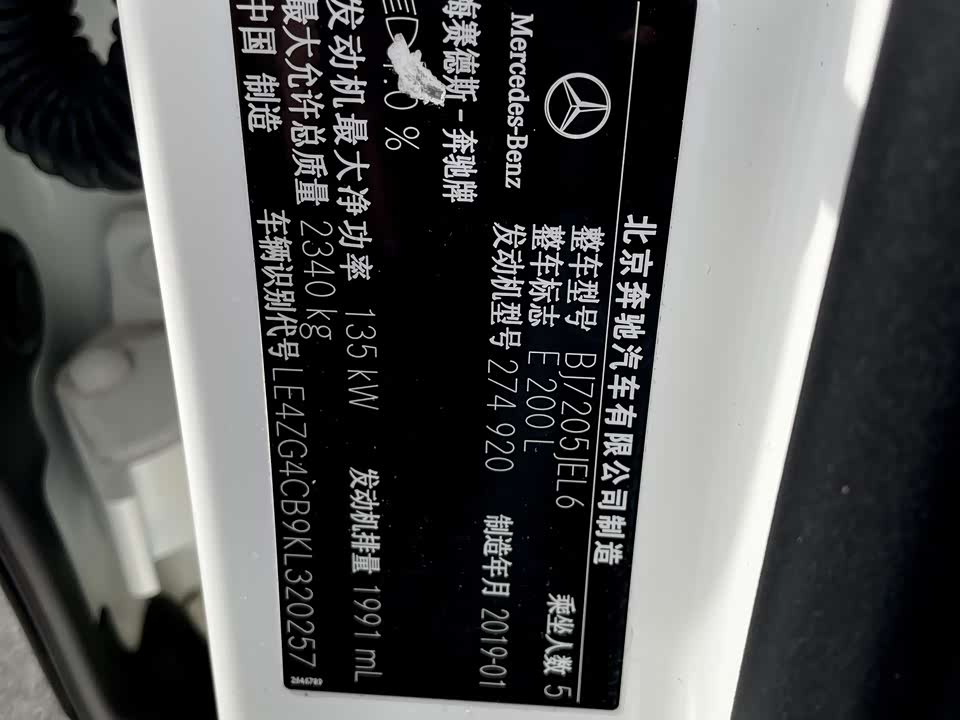 北京奔驰汽车有限公司制造
Mercedes-Benz
梅赛德斯-奔驰牌
整车型号 BJ7205JEL6
乘坐人数 5
整车标志 E 200 L
发动机型号 274 920
制造年月 2019-01
.0 %
发动机最大净功率 135 kW
发动机排量 1991 mL
最大允许总质量 2340 kg
中国 制造
车辆识别代号 LE4ZG4CB9KL320257